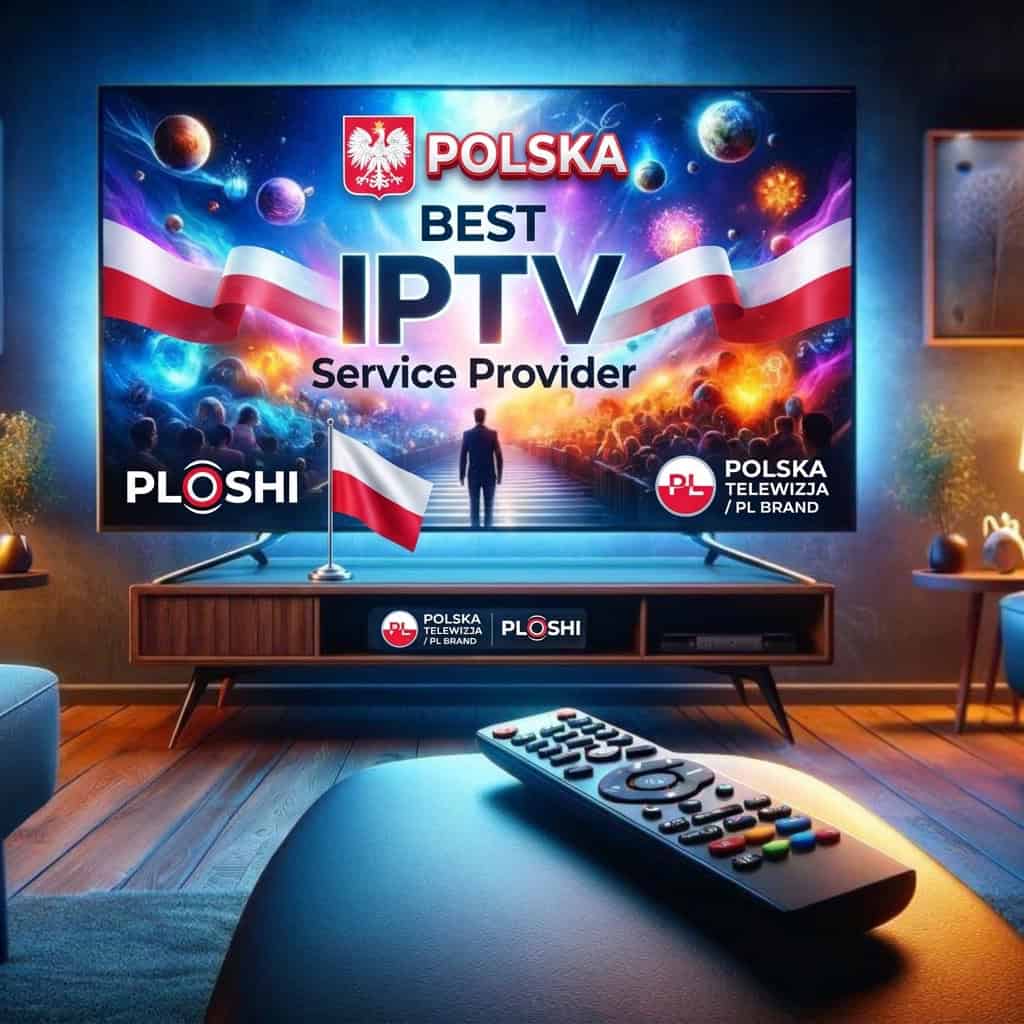 POLSKA
BEST
IPTV
Service Provider
PLOSHI
PL
POLSKA
TELEWIZJA
/ PL BRAND
PL
POLSKA
TELEWIZJA
/ PL BRAND
PLOSHI